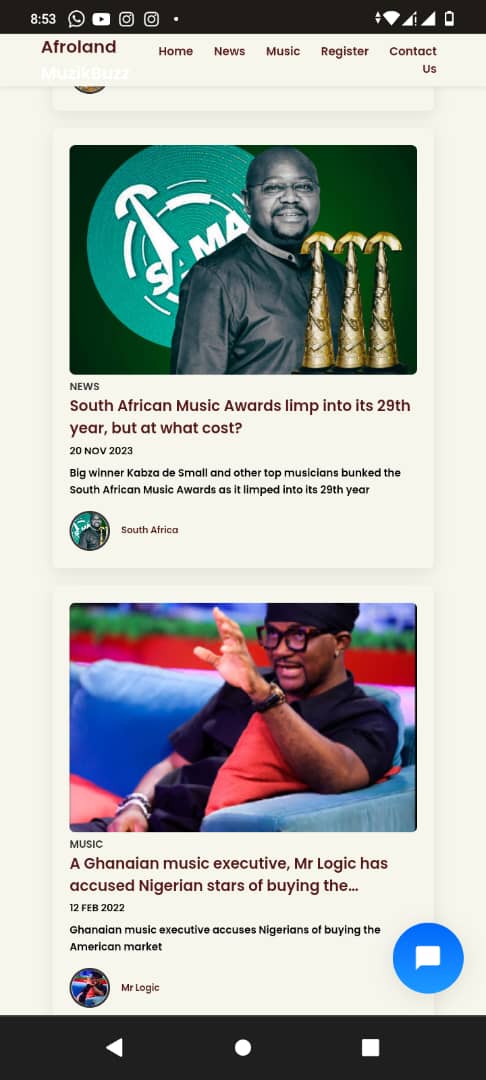 8:53
Afroland
MuzikBuzz
Home
News
Music
Register
Contact
Us
SAMA
NEWS
South African Music Awards limp into its 29th
year, but at what cost?
20 NOV 2023
Big winner Kabza de Small and other top musicians bunked the
South African Music Awards as it limped into its 29th year
South Africa
MUSIC
A Ghanaian music executive, Mr Logic has
accused Nigerian stars of buying the...
12 FEB 2022
Ghanaian music executive accuses Nigerians of buying the
American market
Mr Logic